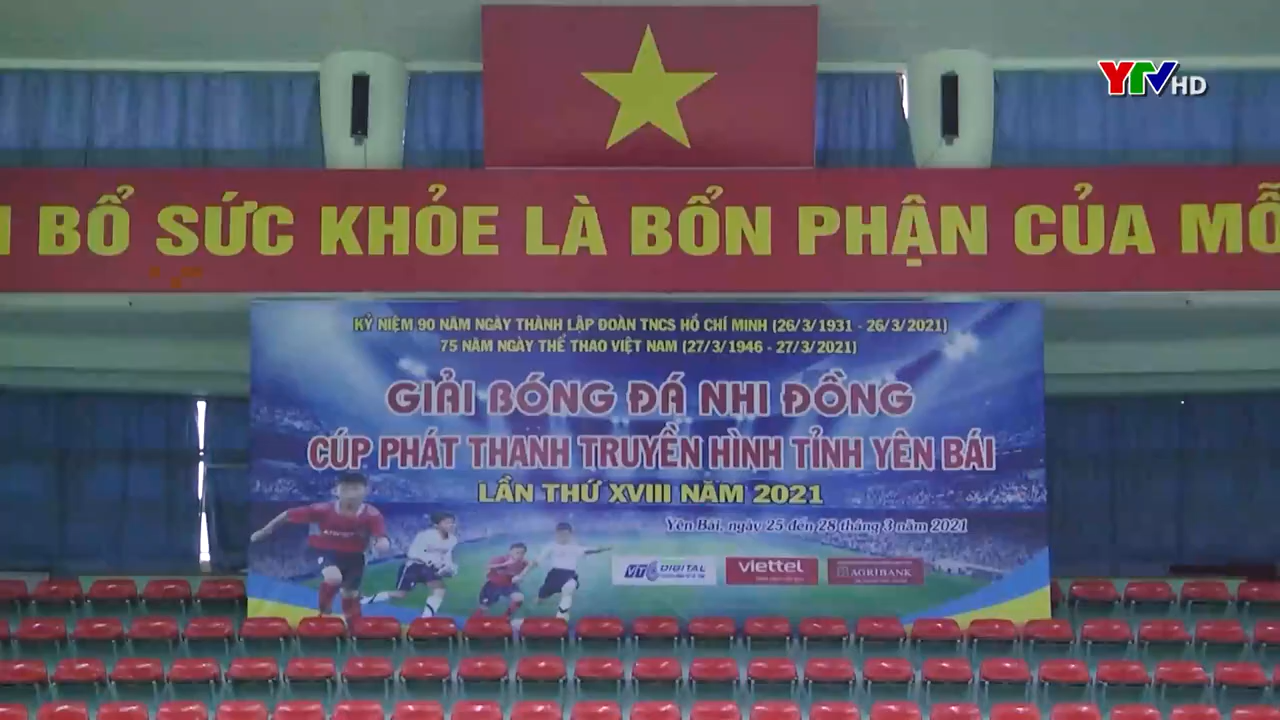 YTV HD
BỔ SỨC KHỎE LÀ BỔN PHẬN CỦA MỖ
KỶ NIỆM 90 NĂM NGÀY THÀNH LẬP ĐOÀN TNCS HỒ CHÍ MINH (26/3/1931 - 26/3/2021)
75 NĂM NGÀY THỂ THAO VIỆT NAM (27/3/1946 - 27/3/2021)
GIẢI BÓNG ĐÁ NHI ĐỒNG
CÚP PHÁT THANH TRUYỀN HÌNH TỈNH YÊN BÁI
LẦN THỨ XVIII NĂM 2021
Yên Bái, ngày 25 đến 28 tháng 3 năm 2021
DIGITAL viettel AGRIBANK